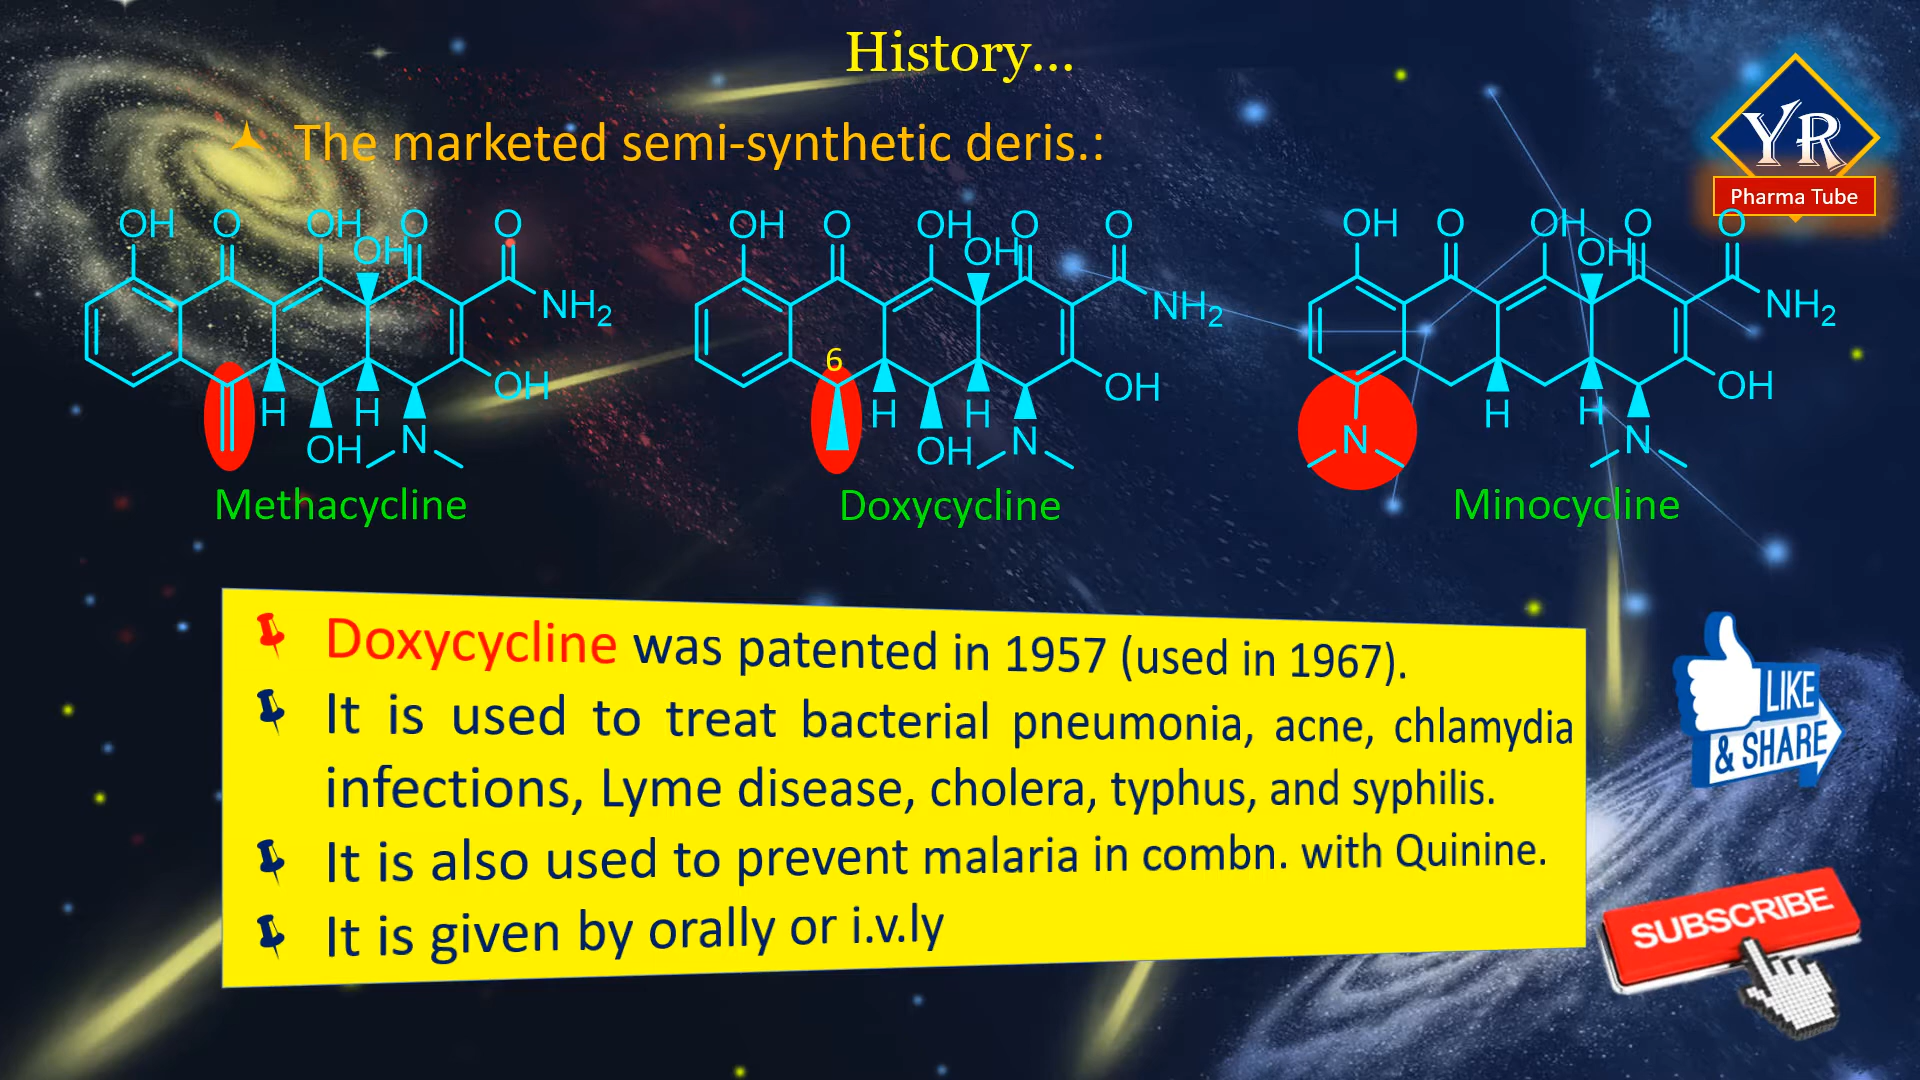 History...
The marketed semi-synthetic deris.:
YR
Pharma Tube
OH O OH OH O O
NH2
OH
H H
OH N
Methacycline
OH O OH OH O O
NH2
6
OH
H H
OH N
Doxycycline
OH O OH OH O O
NH2
OH
N H H N
Minocycline
Doxycycline was patented in 1957 (used in 1967).
It is used to treat bacterial pneumonia, acne, chlamydia
infections, Lyme disease, cholera, typhus, and syphilis.
It is also used to prevent malaria in combn. with Quinine.
It is given by orally or i.v.ly
LIKE
& SHARE
SUBSCRIBE